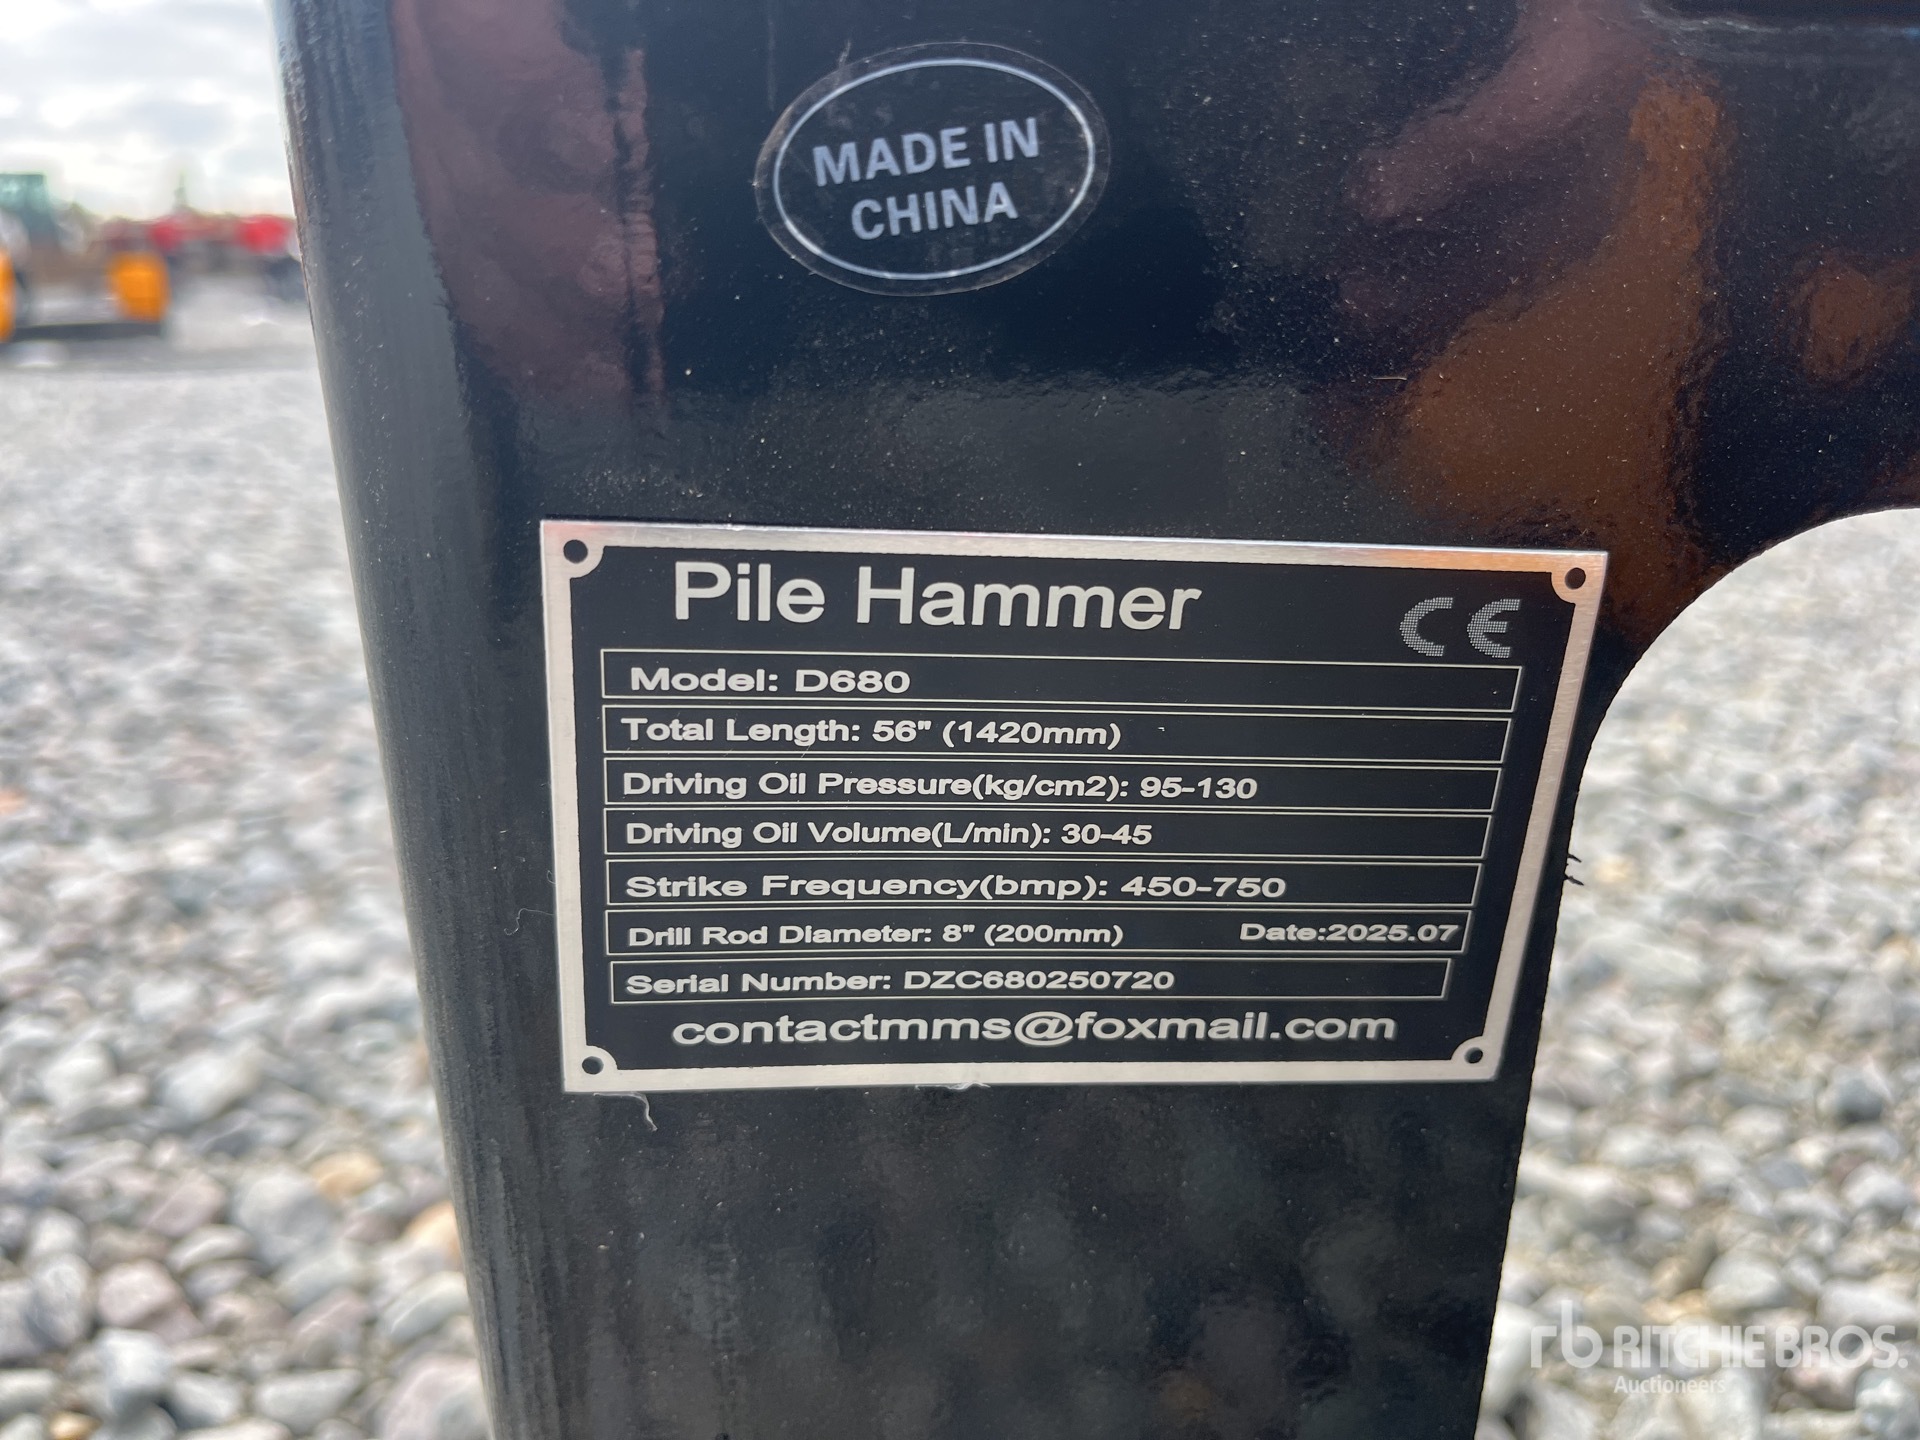 MADE IN
CHINA
Pile Hammer
CE
Model: D680
Total Length: 56" (1420mm)
Driving Oil Pressure(kg/cm2): 95-130
Driving Oil Volume(L/min): 30-45
Strike Frequency(bmp): 450-750
Drill Rod Diameter: 8" (200mm) Date:2025.07
Serial Number: DZC680250720
contactmms@foxmail.com
rb RITCHIE BROS.
Auctioneers